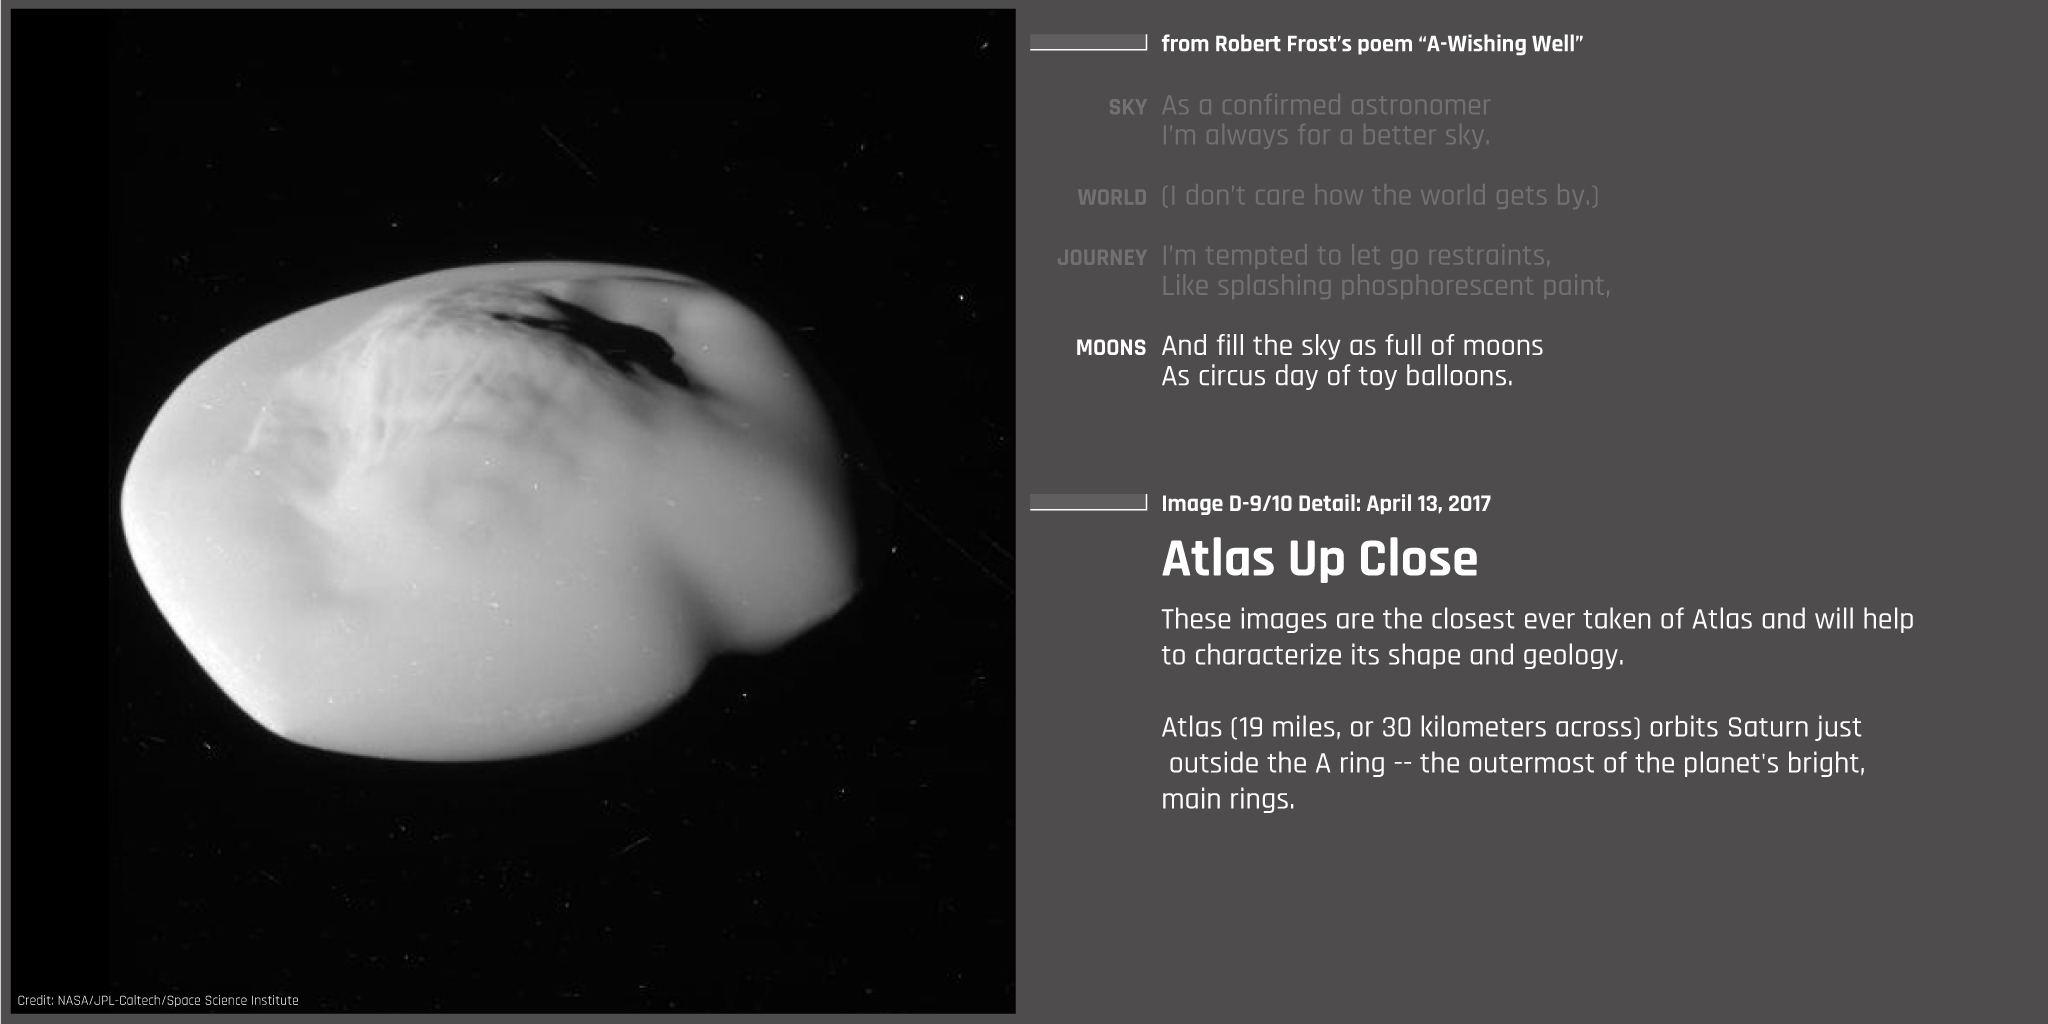 from Robert Frost’s poem “A-Wishing Well”
SKY As a confirmed astronomer
I’m always for a better sky.
WORLD (I don’t care how the world gets by.)
JOURNEY I’m tempted to let go restraints,
Like splashing phosphorescent paint,
MOONS And fill the sky as full of moons
As circus day of toy balloons.
Image D-9/10 Detail: April 13, 2017
Atlas Up Close
These images are the closest ever taken of Atlas and will help
to characterize its shape and geology.
Atlas (19 miles, or 30 kilometers across) orbits Saturn just
outside the A ring -- the outermost of the planet's bright,
main rings.
Credit: NASA/JPL-Caltech/Space Science Institute